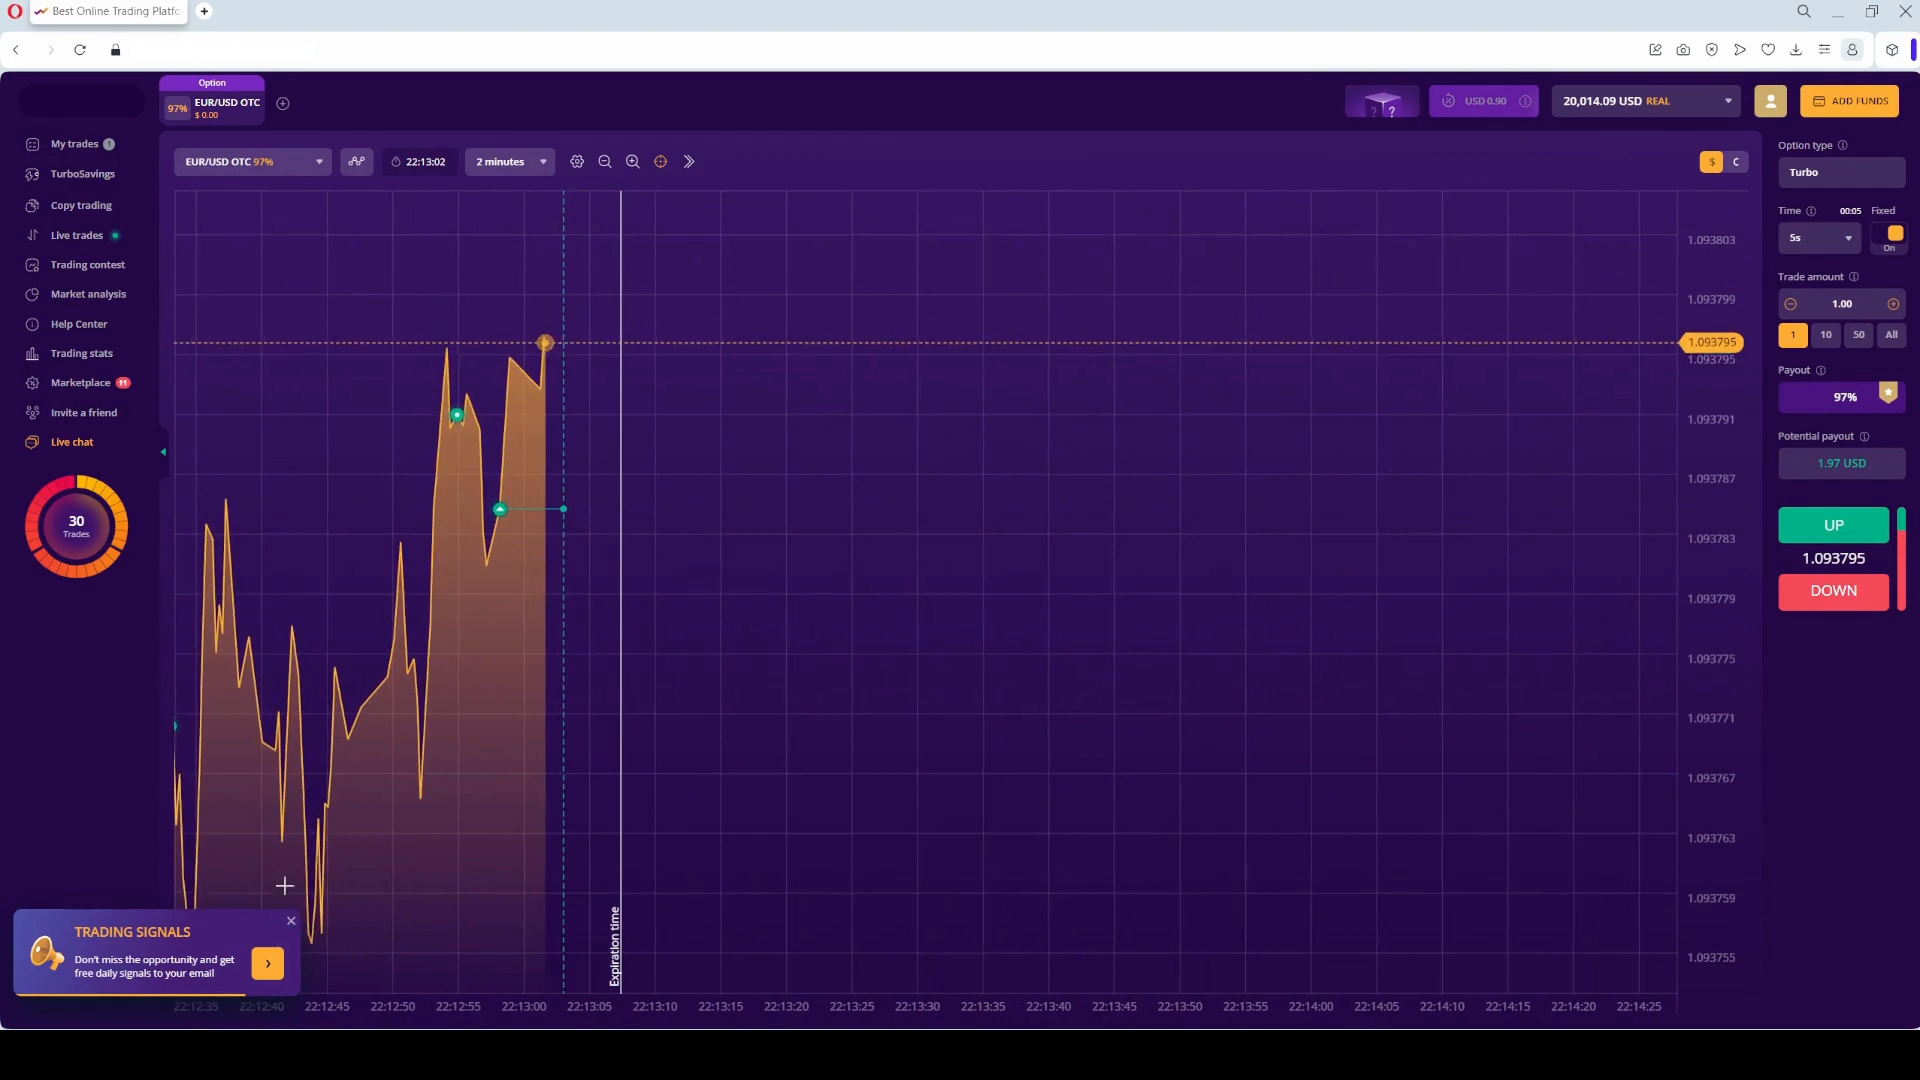 Best Online Trading Platfo
Option
97%
EUR/USD OTC
$ 0.00
USD 0.90
20,014.09 USD REAL
ADD FUNDS
My trades 1
TurboSavings
Copy trading
Live trades
Trading contest
Market analysis
Help Center
Trading stats
Marketplace 11
Invite a friend
Live chat
30
Trades
EUR/USD OTC 97%
22:13:02
2 minutes
$ C
1.093803
1.093799
1.093795
1.093795
1.093791
1.093787
1.093783
1.093779
1.093775
1.093771
1.093767
1.093763
1.093759
1.093755
Expiration time
22:12:35 22:12:40 22:12:45 22:12:50 22:12:55 22:13:00 22:13:05 22:13:10 22:13:15 22:13:20 22:13:25 22:13:30 22:13:35 22:13:40 22:13:45 22:13:50 22:13:55 22:14:00 22:14:05 22:14:10 22:14:15 22:14:20 22:14:25
TRADING SIGNALS
Don't miss the opportunity and get
free daily signals to your email
Option type
Turbo
Time 00:05 Fixed
5s
On
Trade amount
1.00
1 10 50 All
Payout
97%
Potential payout
1.97 USD
UP
1.093795
DOWN